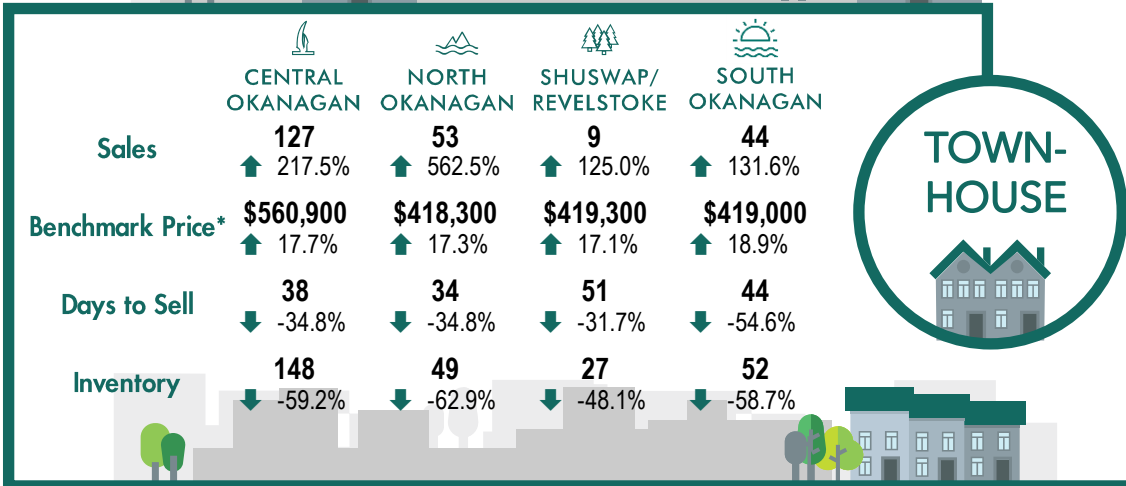 CENTRAL OKANAGAN
NORTH OKANAGAN
SHUSWAP/ REVELSTOKE
SOUTH OKANAGAN
TOWN-
HOUSE
Sales
127 53 9 44
217.5% 562.5% 125.0% 131.6%
Benchmark Price*
$560,900 $418,300 $419,300 $419,000
17.7% 17.3% 17.1% 18.9%
Days to Sell
38 34 51 44
-34.8% -34.8% -31.7% -54.6%
Inventory
148 49 27 52
-59.2% -62.9% -48.1% -58.7%